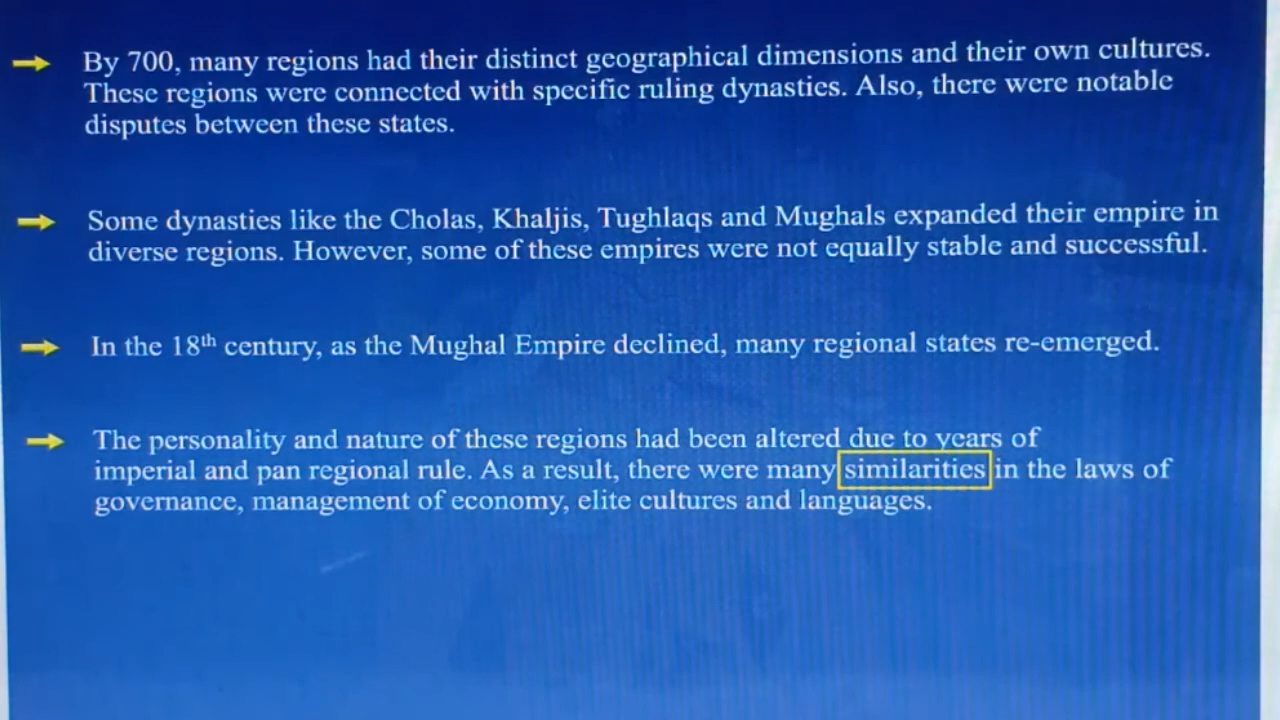 By 700, many regions had their distinct geographical dimensions and their own cultures.
These regions were connected with specific ruling dynasties. Also, there were notable
disputes between these states.
Some dynasties like the Cholas, Khaljis, Tughlaqs and Mughals expanded their empire in
diverse regions. However, some of these empires were not equally stable and successful.
In the 18th century, as the Mughal Empire declined, many regional states re-emerged.
The personality and nature of these regions had been altered due to years of
imperial and pan regional rule. As a result, there were many similarities in the laws of
governance, management of economy, elite cultures and languages.